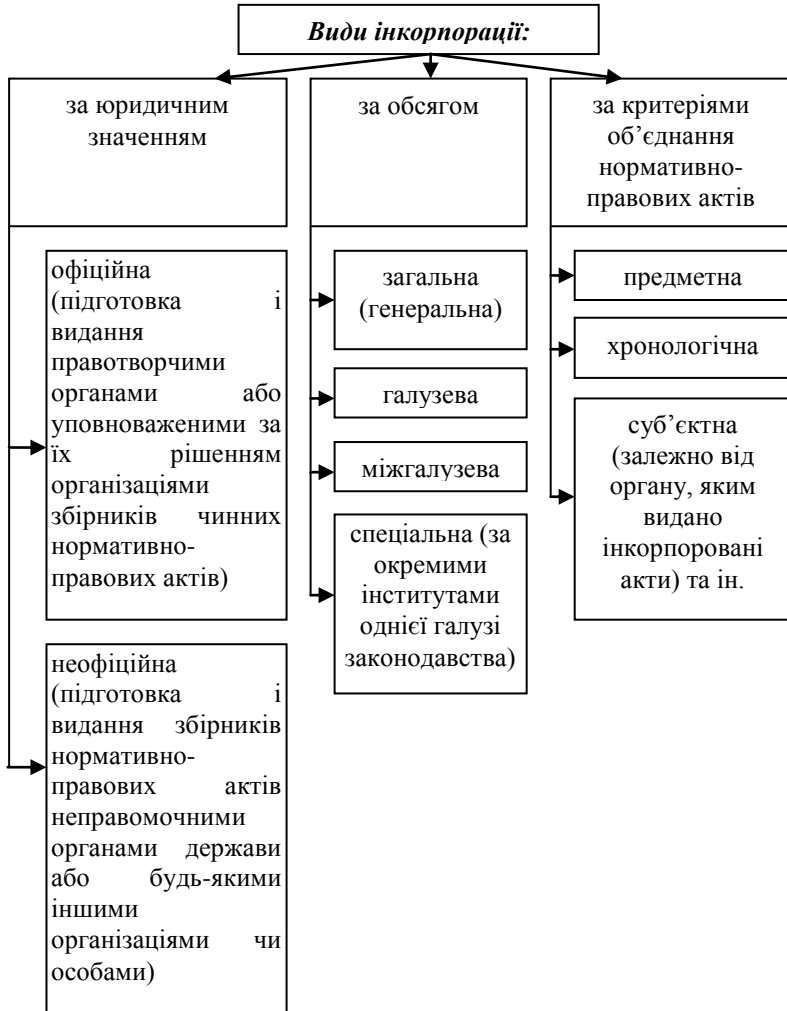 Види інкорпорації:
за юридичним
значенням
офіційна
(підготовка і
видання
правотворчими
органами або
уповноваженими за
їх рішенням
організаціями
збірників чинних
нормативно-
правових актів)
неофіційна
(підготовка і
видання збірників
нормативно-
правових актів
неправомочними
органами держави
або будь-якими
іншими
організаціями чи
особами)
за обсягом
загальна
(генеральна)
галузева
міжгалузева
спеціальна (за
окремими
інститутами
однієї галузі
законодавства)
за критеріями
об’єднання
нормативно-
правових актів
предметна
хронологічна
суб’єктна
(залежно від
органу, яким
видано
інкорпоровані
акти) та ін.